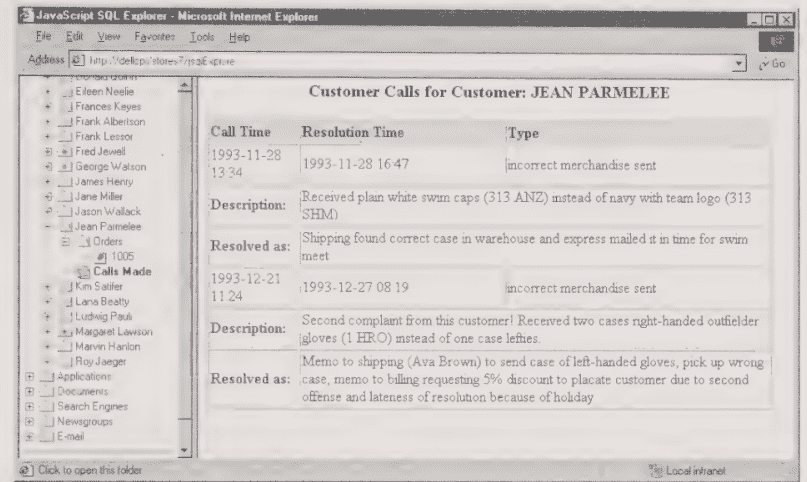 JavaScript SQL Explorer - Microsoft Internet Explorer
File Edit View Favorites Tools Help
Address Go
Eileen Neelie
Frances Keyes
Frank Albertson
Frank Lessor
Fred Jewell
George Watson
James Henry
Jane Miller
Jason Wallack
Jean Parmelee
Orders
1005
Calls Made
Kim Satifer
Lana Beatty
Ludwig Pauli
Margaret Lawson
Marvin Hanlon
Roy Jaeger
Applications
Documents
Search Engines
Newsgroups
E-mail
Customer Calls for Customer: JEAN PARMELEE
Call Time Resolution Time Type
1993-11-28
13:34
1993-11-28 16:47
incorrect merchandise sent
Description:
Received plain white swim caps (313 ANZ) instead of navy with team logo (313
SHM)
Resolved as:
Shipping found correct case in warehouse and express mailed it in time for swim
meet
1993-12-21
11:24
1993-12-27 08:19
incorrect merchandise sent
Description:
Second complaint from this customer! Received two cases right-handed outfielder
gloves (1 HRO) instead of one case lefties.
Resolved as:
Memo to shipping (Ava Brown) to send case of left-handed gloves, pick up wrong
case, memo to billing requesting 5% discount to placate customer due to second
offense and lateness of resolution because of holiday
Click to open this folder
Local intranet